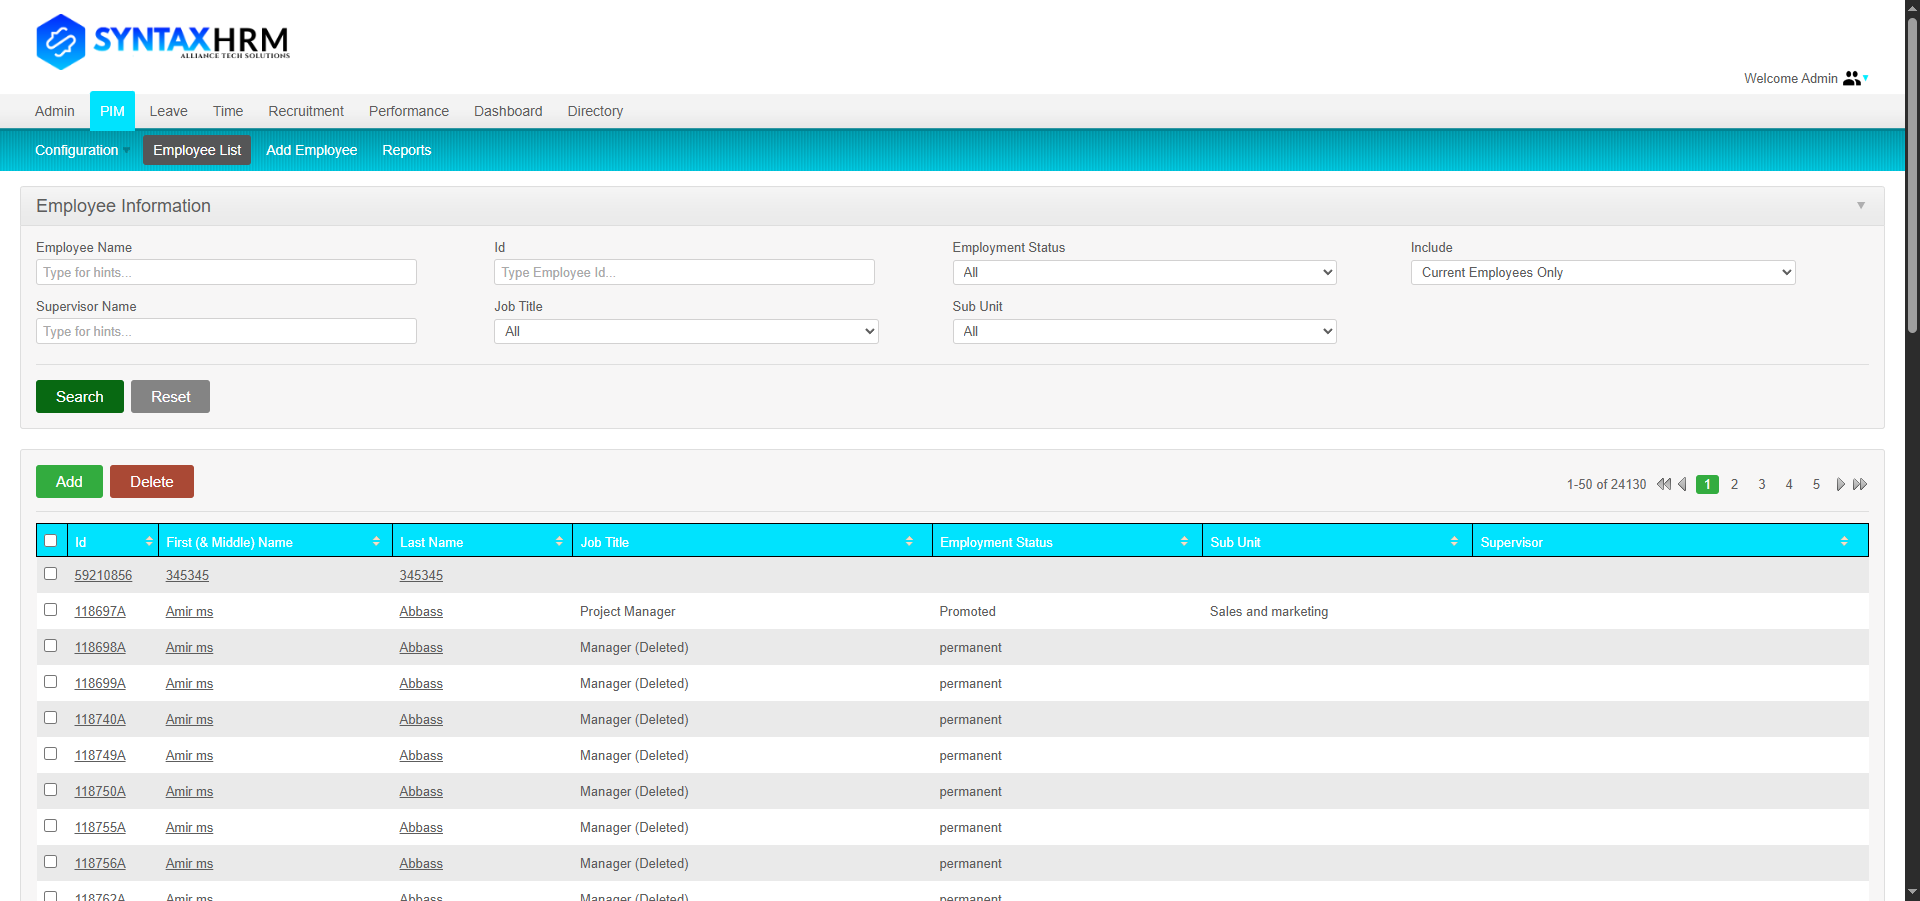 SYNTAXHRM
ALLIANCE TECH SOLUTIONS
Welcome Admin
Admin PIM Leave Time Recruitment Performance Dashboard Directory
Configuration Employee List Add Employee Reports
Employee Information
Employee Name Id Employment Status Include
Type for hints... Type Employee Id... All Current Employees Only
Supervisor Name Job Title Sub Unit
Type for hints... All All
Search Reset
Add Delete 1-50 of 24130 1 2 3 4 5
Id First (& Middle) Name Last Name Job Title Employment Status Sub Unit Supervisor
59210856 345345 345345
118697A Amir ms Abbass Project Manager Promoted Sales and marketing
118698A Amir ms Abbass Manager (Deleted) permanent
118699A Amir ms Abbass Manager (Deleted) permanent
118740A Amir ms Abbass Manager (Deleted) permanent
118749A Amir ms Abbass Manager (Deleted) permanent
118750A Amir ms Abbass Manager (Deleted) permanent
118755A Amir ms Abbass Manager (Deleted) permanent
118756A Amir ms Abbass Manager (Deleted) permanent
118762A Amir ms Abbass Manager (Deleted) permanent